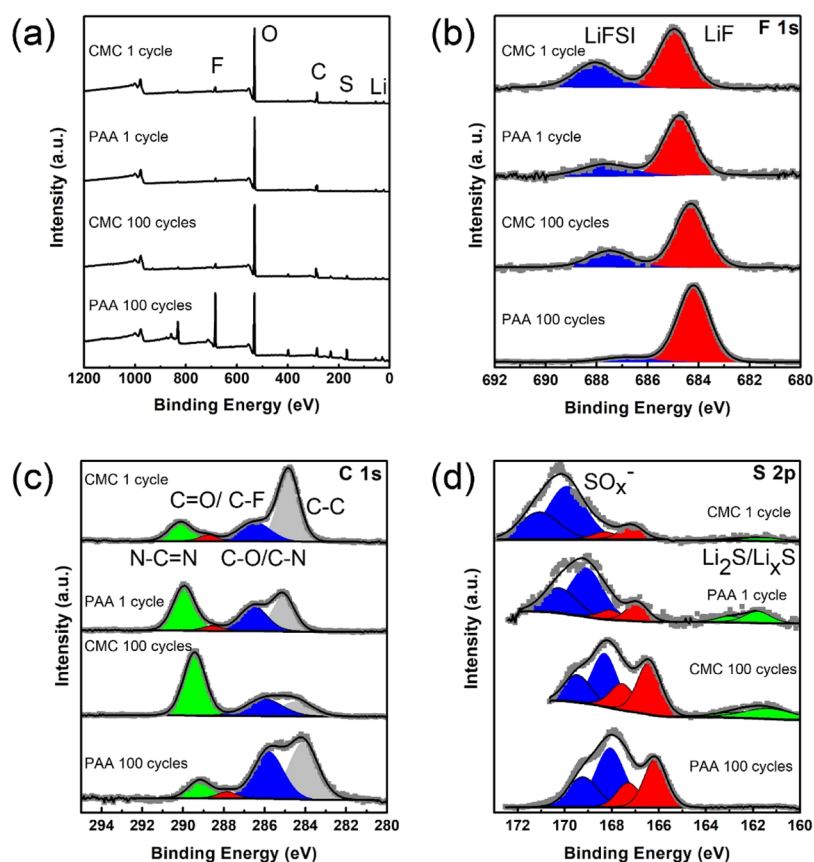 (a)
CMC 1 cycle
F
O
C
S
Li
PAA 1 cycle
CMC 100 cycles
PAA 100 cycles
Intensity (a.u.)
1200 1000 800 600 400 200 0
Binding Energy (eV)
(b)
F 1s
CMC 1 cycle
LiFSI
LiF
PAA 1 cycle
CMC 100 cycles
PAA 100 cycles
Intensity (a. u.)
692 690 688 686 684 682 680
Binding Energy (eV)
(c)
C 1s
CMC 1 cycle
C=O/ C-F
C-C
N-C=N
C-O/C-N
PAA 1 cycle
CMC 100 cycles
PAA 100 cycles
Intensity (a.u.)
294 292 290 288 286 284 282 280
Binding Energy (eV)
(d)
S 2p
SOₓ⁻
CMC 1 cycle
Li₂S/LiₓS
PAA 1 cycle
CMC 100 cycles
PAA 100 cycles
Intensity (a.u.)
172 170 168 166 164 162 160
Binding Energy (eV)